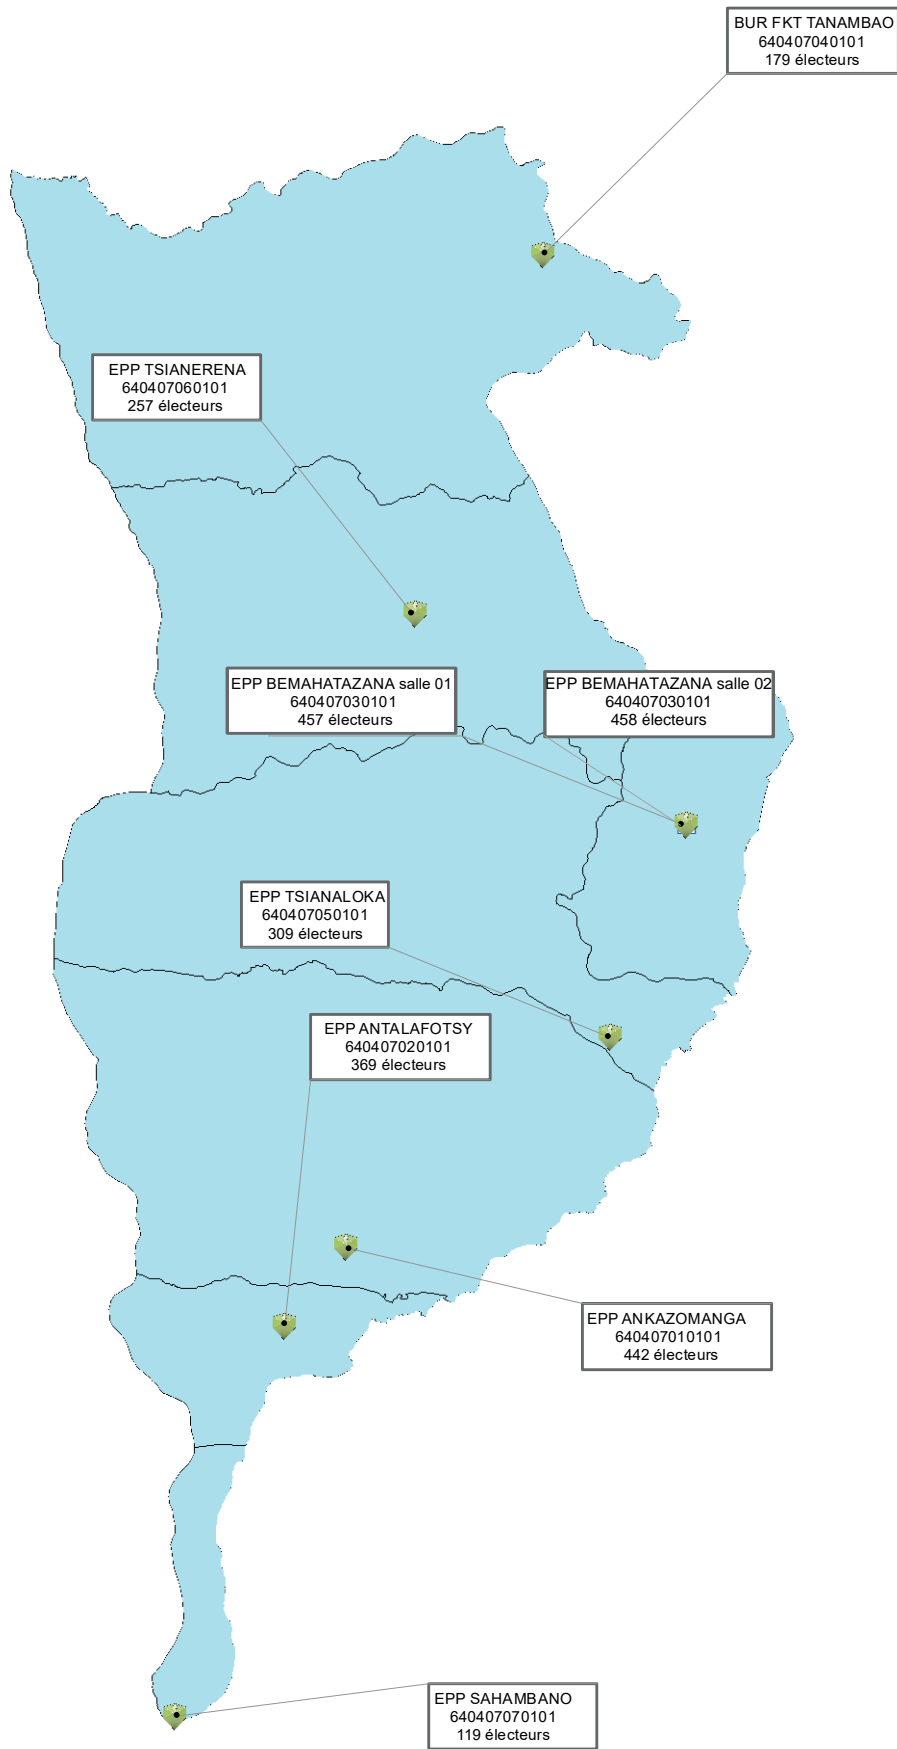 BUR FKT TANAMBAO
640407040101
179 électeurs
EPP TSIANERENA
640407060101
257 électeurs
EPP BEMAHATAZANA salle 01
640407030101
457 électeurs
EPP BEMAHATAZANA salle 02
640407030101
458 électeurs
EPP TSIANALOKA
640407050101
309 électeurs
EPP ANTALAFOTSY
640407020101
369 électeurs
EPP ANKAZOMANGA
640407010101
442 électeurs
EPP SAHAMBANO
640407070101
119 électeurs